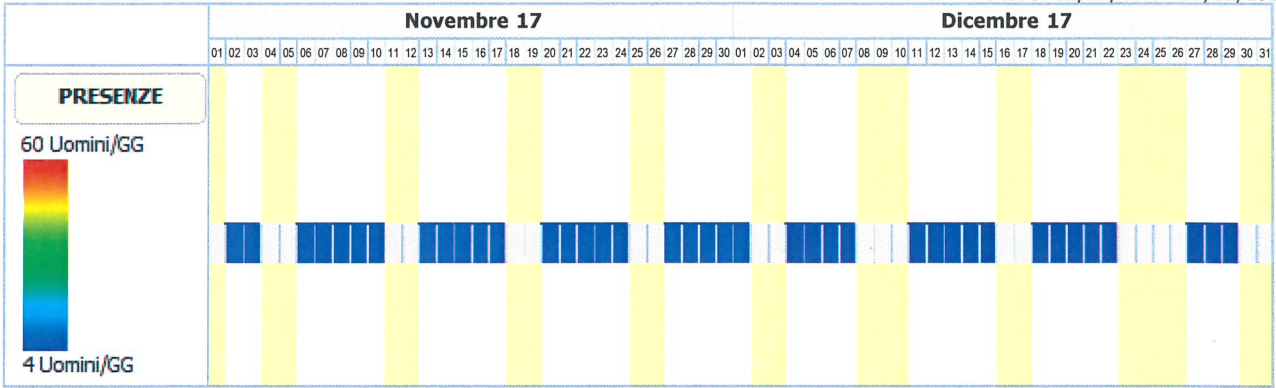 Novembre 17 Dicembre 17
01 02 03 04 05 06 07 08 09 10 11 12 13 14 15 16 17 18 19 20 21 22 23 24 25 26 27 28 29 30 01 02 03 04 05 06 07 08 09 10 11 12 13 14 15 16 17 18 19 20 21 22 23 24 25 26 27 28 29 30 31
PRESENZE
60 Uomini/GG
4 Uomini/GG